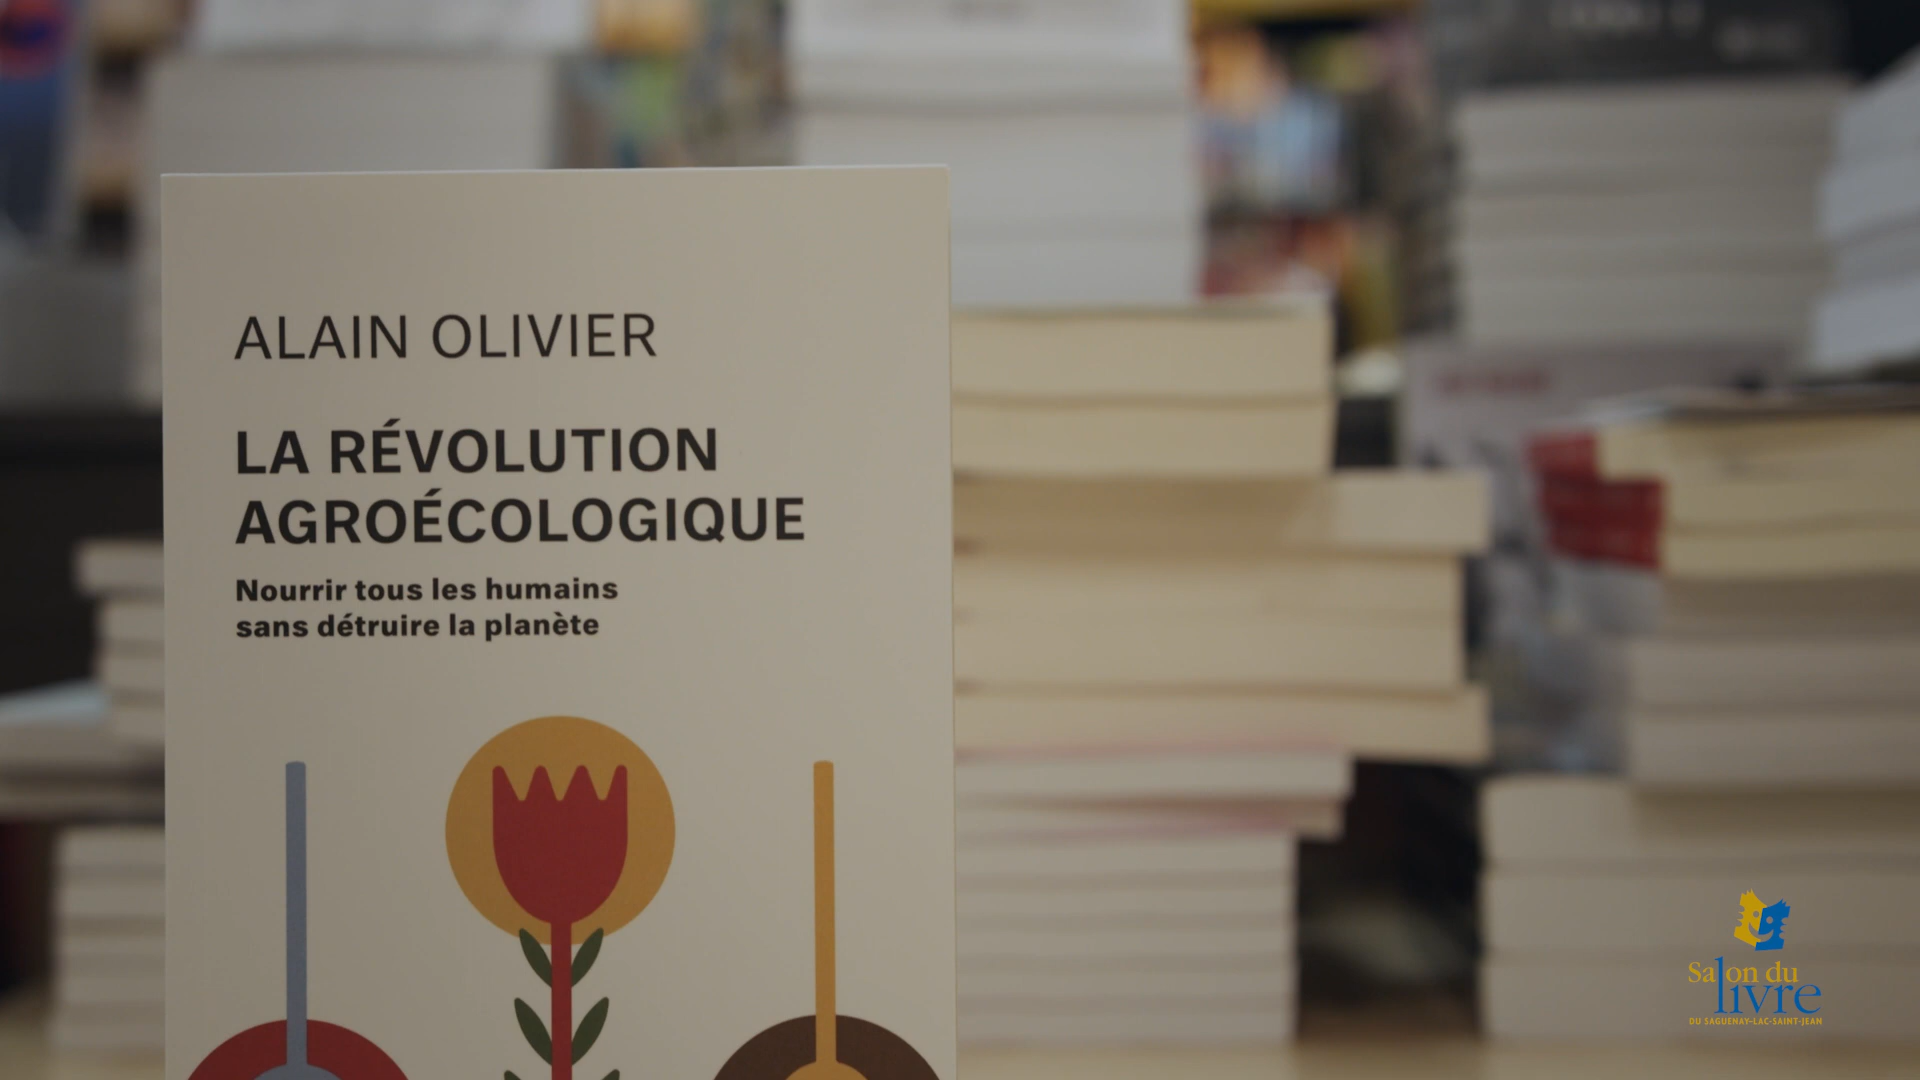 ALAIN OLIVIER
LA RÉVOLUTION
AGROÉCOLOGIQUE
Nourrir tous les humains
sans détruire la planète
Salon du
livre
DU SAGUENAY-LAC-SAINT-JEAN